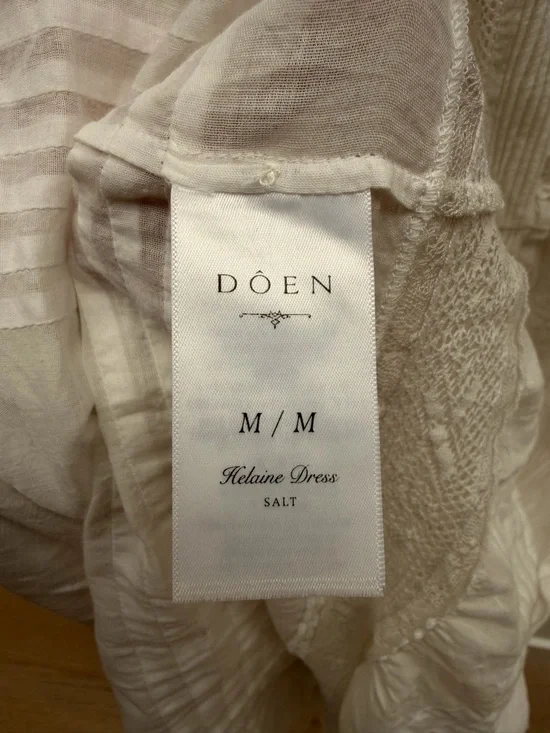 DÔEN
M / M
Helaine Dress
SALT